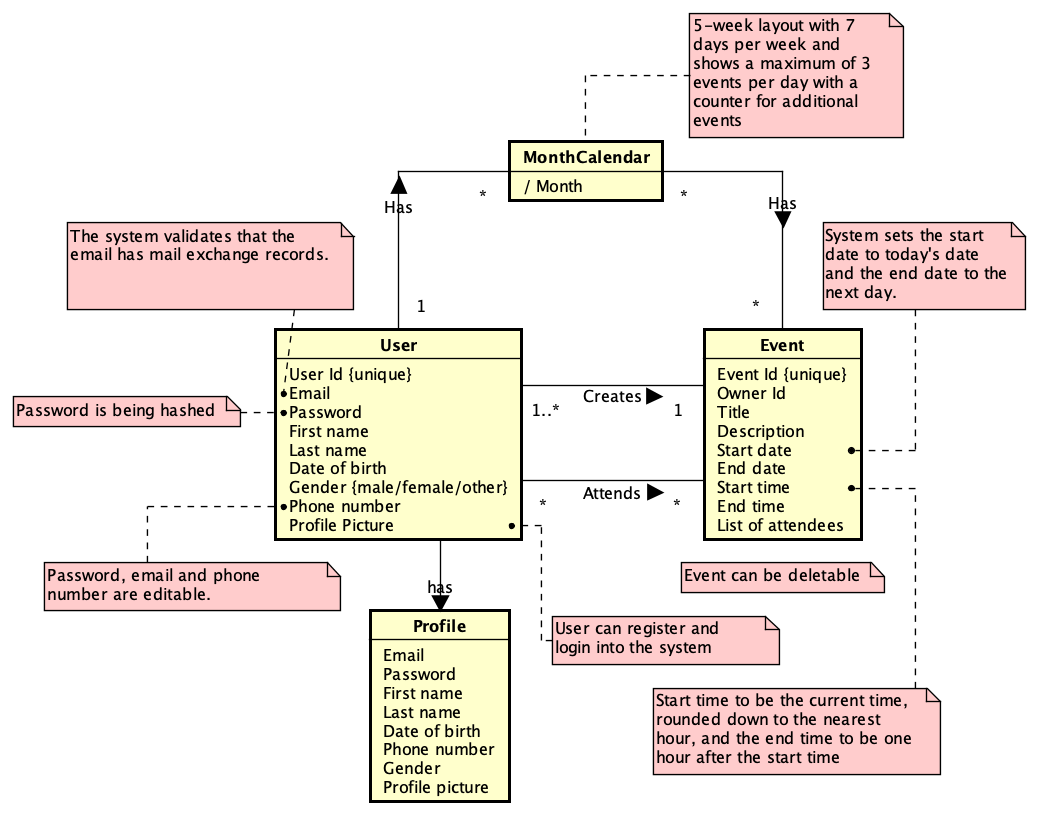 5-week layout with 7
days per week and
shows a maximum of 3
events per day with a
counter for additional
events
MonthCalendar
/ Month
*
*
Has
Has
The system validates that the
email has mail exchange records.
System sets the start
date to today's date
and the end date to the
next day.
1
*
User
User Id {unique}
Email
Password
First name
Last name
Date of birth
Gender {male/female/other}
Phone number
Profile Picture
Password is being hashed
Creates
1..*
1
Attends
*
*
Event
Event Id {unique}
Owner Id
Title
Description
Start date
End date
Start time
End time
List of attendees
Password, email and phone
number are editable.
has
Event can be deletable
Profile
Email
Password
First name
Last name
Date of birth
Phone number
Gender
Profile picture
User can register and
login into the system
Start time to be the current time,
rounded down to the nearest
hour, and the end time to be one
hour after the start time